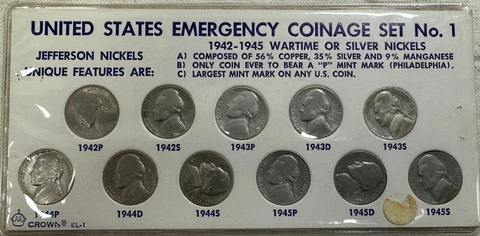 UNITED STATES EMERGENCY COINAGE SET No. 1
1942-1945 WARTIME OR SILVER NICKELS
JEFFERSON NICKELS
UNIQUE FEATURES ARE:
A) COMPOSED OF 56% COPPER, 35% SILVER AND 9% MANGANESE
B) ONLY COIN EVER TO BEAR A "P" MINT MARK (PHILADELPHIA).
C) LARGEST MINT MARK ON ANY U.S. COIN.
1942P 1942S 1943P 1943D 1943S
1944P 1944D 1944S 1945P 1945D 1945S
CROWN® EL-1